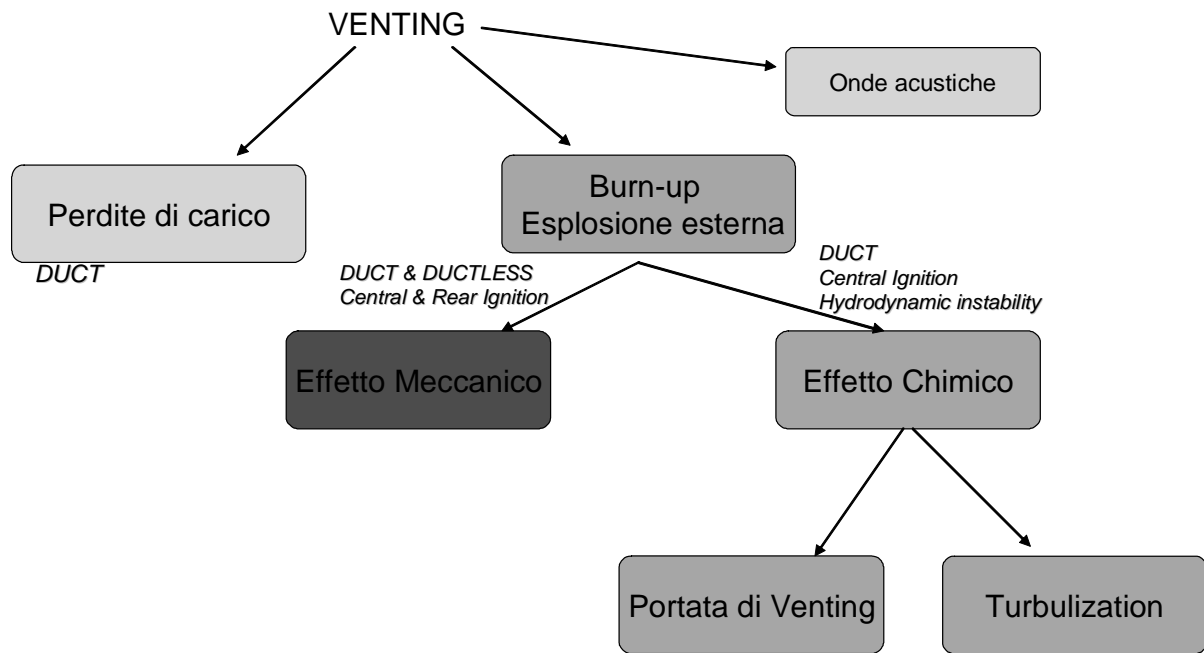 VENTING
Onde acustiche
Perdite di carico
DUCT
Burn-up
Esplosione esterna
DUCT & DUCTLESS
Central & Rear Ignition
DUCT
Central Ignition
Hydrodynamic instability
Effetto Meccanico
Effetto Chimico
Portata di Venting
Turbulization